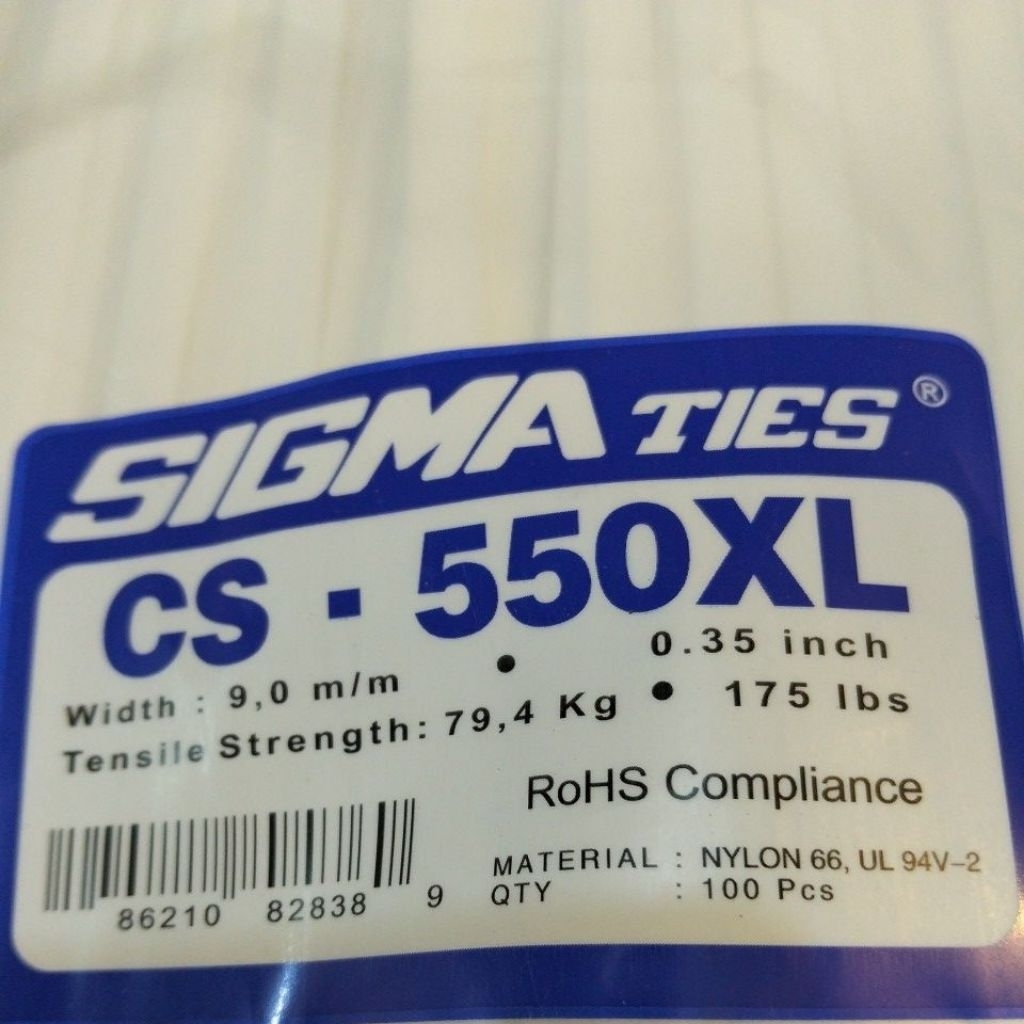 SIGMA TIES ®
CS - 550XL
Width : 9,0 m/m • 0.35 inch
Tensile Strength: 79,4 Kg • 175 lbs
RoHS Compliance
MATERIAL : NYLON 66, UL 94V-2
QTY : 100 Pcs
86210 82838 9